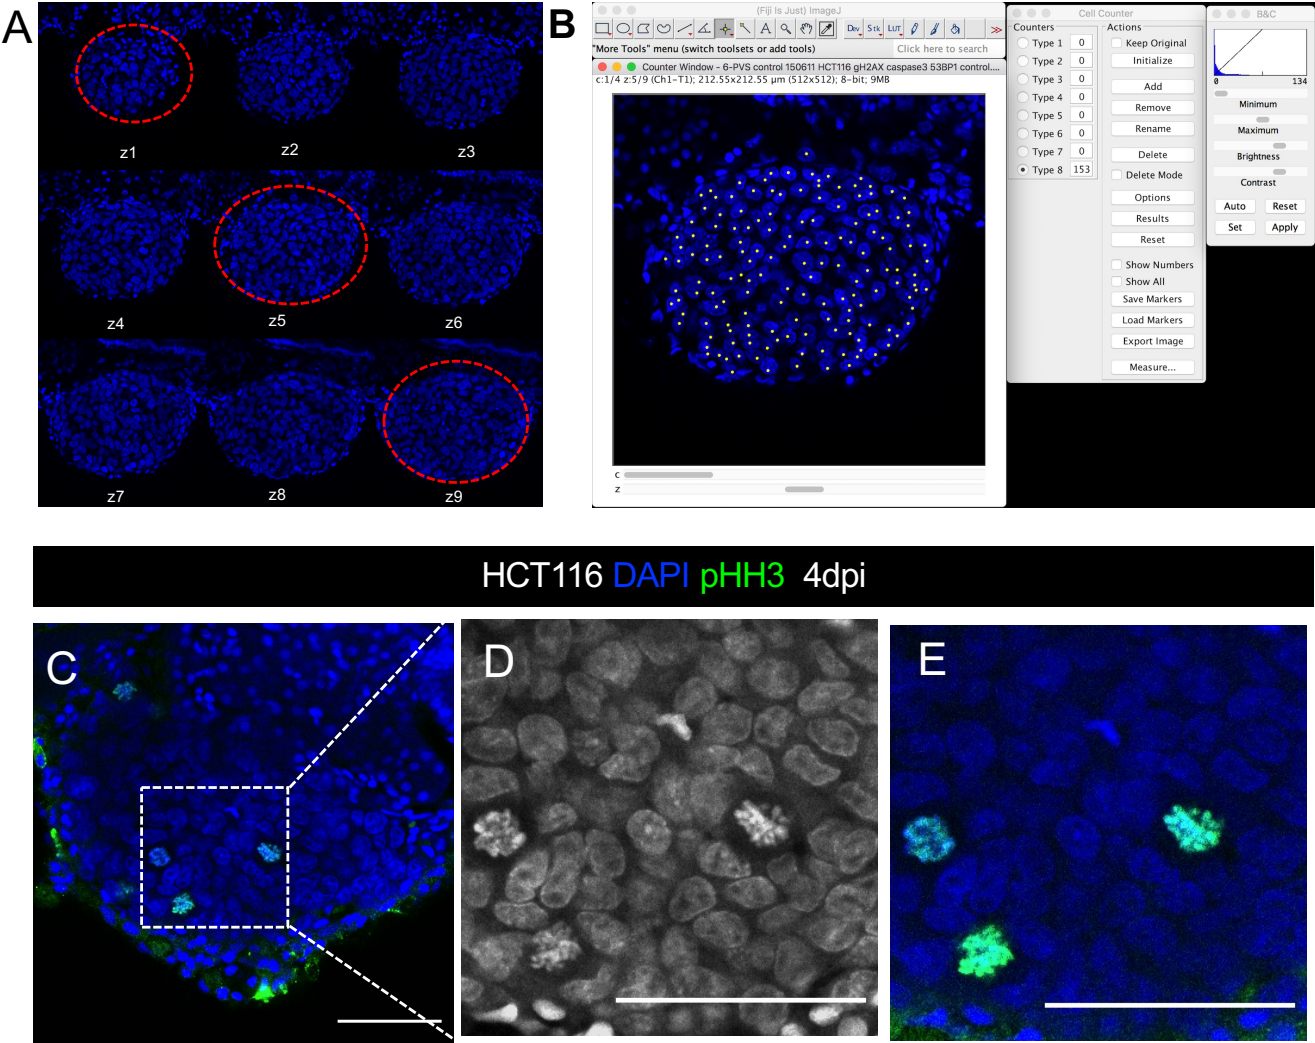 A
z1
z2
z3
z4
z5
z6
z7
z8
z9
B
(Fiji Is Just) ImageJ
Dev
Stk
LUT
"More Tools" menu (switch toolsets or add tools)
Click here to search
Counter Window - 6-PVS control 150611 HCT116 gH2AX caspase3 53BP1 control....
c:1/4 z:5/9 (Ch1-T1); 212.55x212.55 µm (512x512); 8-bit; 9MB
c
z
Cell Counter
Counters
Type 1 0
Type 2 0
Type 3 0
Type 4 0
Type 5 0
Type 6 0
Type 7 0
Type 8 153
Actions
Keep Original
Initialize
Add
Remove
Rename
Delete
Delete Mode
Options
Results
Reset
Show Numbers
Show All
Save Markers
Load Markers
Export Image
Measure...
B&C
0 134
Minimum
Maximum
Brightness
Contrast
Auto Reset
Set Apply
HCT116 DAPI pHH3 4dpi
C
D
E